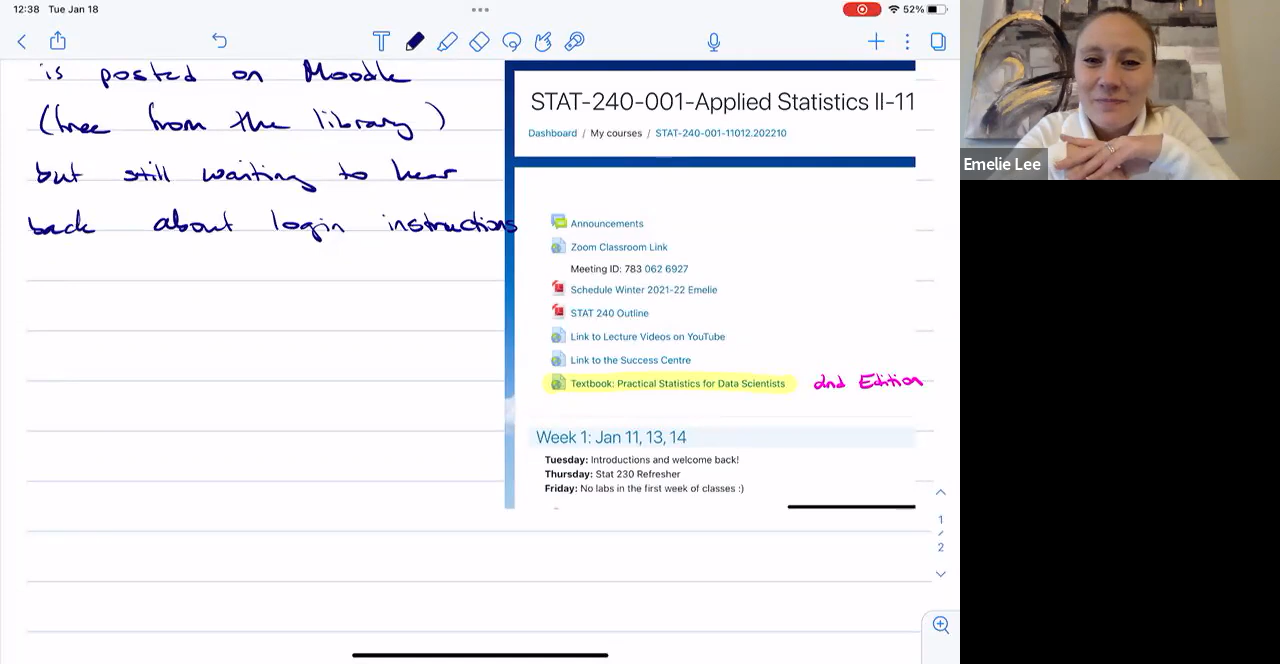 12:38 Tue Jan 18
52%
is posted on Moodle
(free from the library)
but still waiting to hear
back about login instructions
STAT-240-001-Applied Statistics II-11
Dashboard / My courses / STAT-240-001-11012.202210
Announcements
Zoom Classroom Link
Meeting ID: 783 062 6927
Schedule Winter 2021-22 Emelie
STAT 240 Outline
Link to Lecture Videos on YouTube
Link to the Success Centre
Textbook: Practical Statistics for Data Scientists 2nd Edition
Week 1: Jan 11, 13, 14
Tuesday: Introductions and welcome back!
Thursday: Stat 230 Refresher
Friday: No labs in the first week of classes :)
1
/
2
Emelie Lee